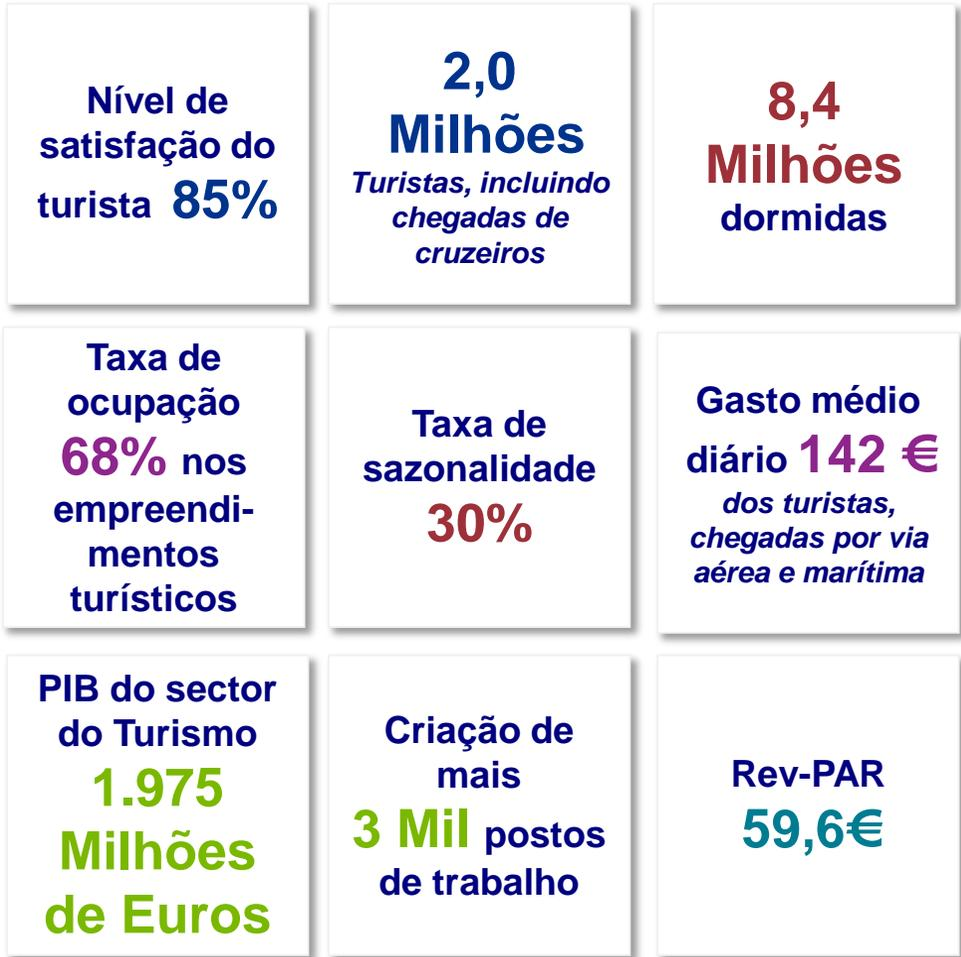 Nível de
satisfação do
turista 85%
2,0
Milhões
Turistas, incluindo
chegadas de
cruzeiros
8,4
Milhões
dormidas
Taxa de
ocupação
68% nos
empreendi-
mentos
turísticos
Taxa de
sazonalidade
30%
Gasto médio
diário 142 €
dos turistas,
chegadas por via
aérea e marítima
PIB do sector
do Turismo
1.975
Milhões
de Euros
Criação de
mais
3 Mil postos
de trabalho
Rev-PAR
59,6€